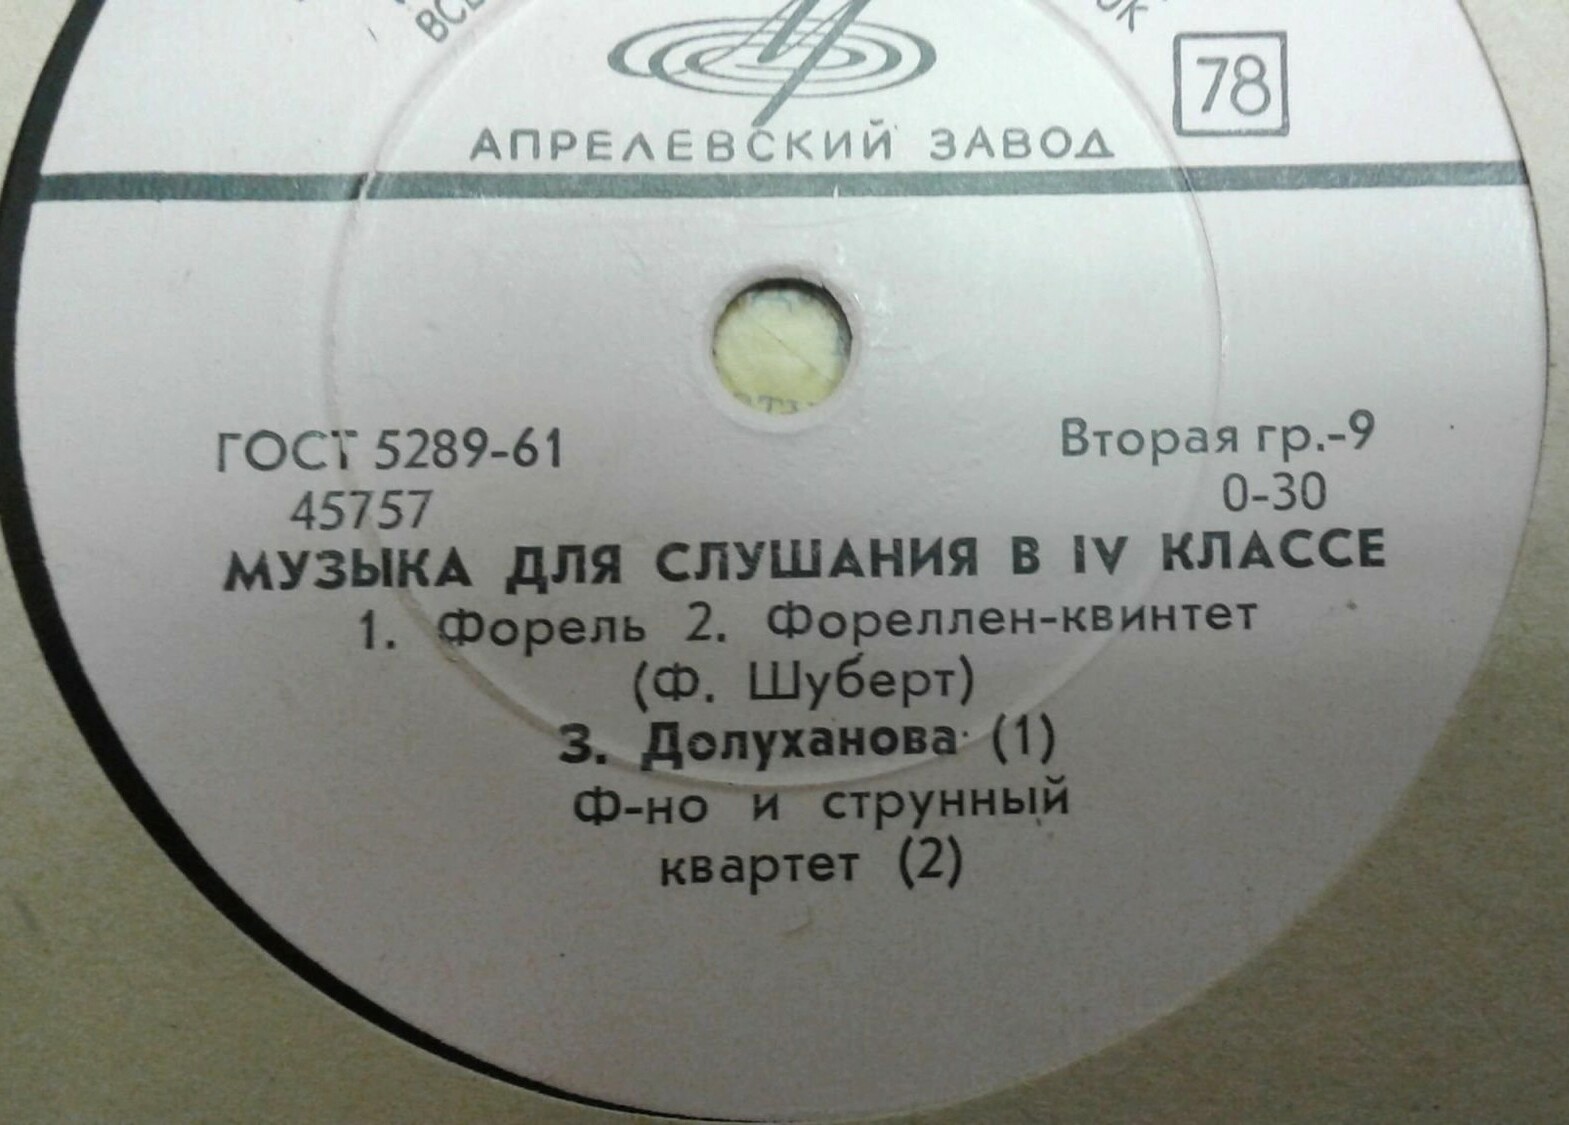 78
АПРЕЛЕВСКИЙ ЗАВОД
ГОСТ 5289-61 Вторая гр.-9
45757 0-30
МУЗЫКА ДЛЯ СЛУШАНИЯ В IV КЛАССЕ
1. Форель 2. Фореллен-квинтет
(Ф. Шуберт)
З. Долуханова (1)
Ф-но и струнный
квартет (2)